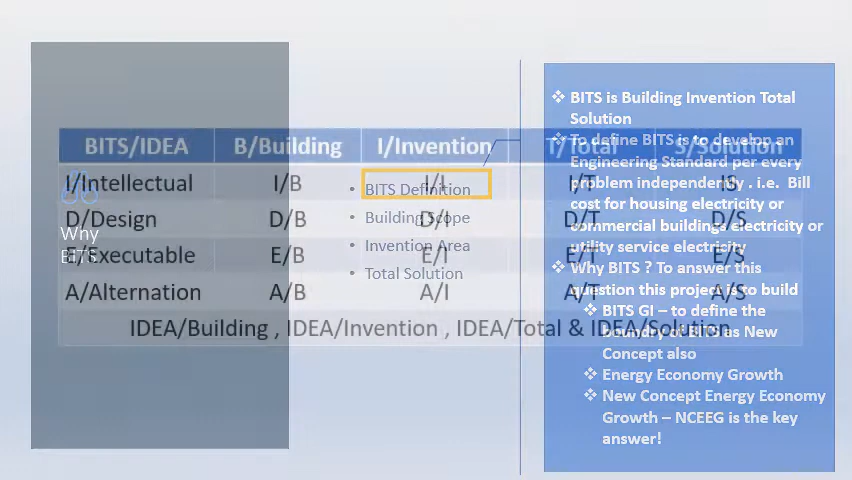 BITS/IDEA B/Building I/Invention T/Total S/Solution
I/Intellectual I/B I/I I/T IS
D/Design D/B D/I D/T D/S
E/Executable E/B E/I E/T E/S
A/Alternation A/B A/I A/T A/S
IDEA/Building , IDEA/Invention , IDEA/Total & IDEA/Solution
Why
BITS
• BITS Definition
• Building Scope
• Invention Area
• Total Solution
❖ BITS is Building Invention Total
Solution
❖ To define BITS is to develop an
Engineering Standard per every
problem independently . i.e. Bill
cost for housing electricity or
commercial buildings electricity or
utility service electricity
❖ Why BITS ? To answer this
question this project is to build
❖ BITS GI – to define the
boundry of BITS as New
Concept also
❖ Energy Economy Growth
❖ New Concept Energy Economy
Growth – NCEEG is the key
answer!